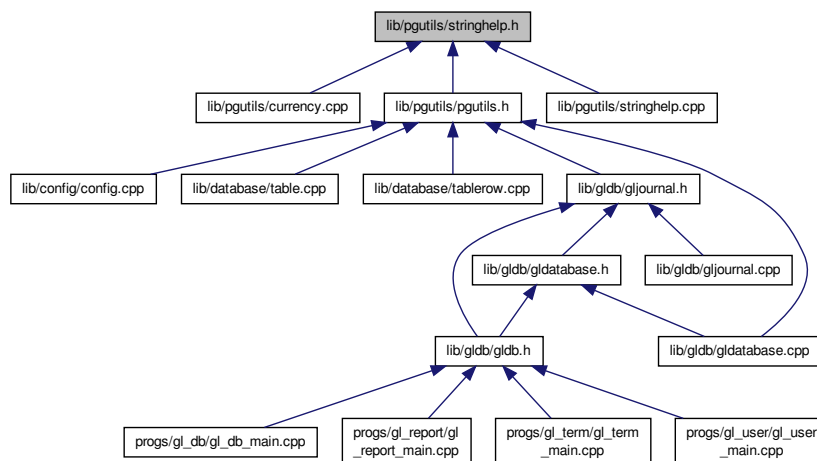 lib/pgutils/stringhelp.h
lib/pgutils/currency.cpp
lib/pgutils/pgutils.h
lib/pgutils/stringhelp.cpp
lib/config/config.cpp
lib/database/table.cpp
lib/database/tablerow.cpp
lib/gldb/gljournal.h
lib/gldb/gldatabase.h
lib/gldb/gljournal.cpp
lib/gldb/gldb.h
lib/gldb/gldatabase.cpp
progs/gl_db/gl_db_main.cpp
progs/gl_report/gl
_report_main.cpp
progs/gl_term/gl_term
_main.cpp
progs/gl_user/gl_user
_main.cpp